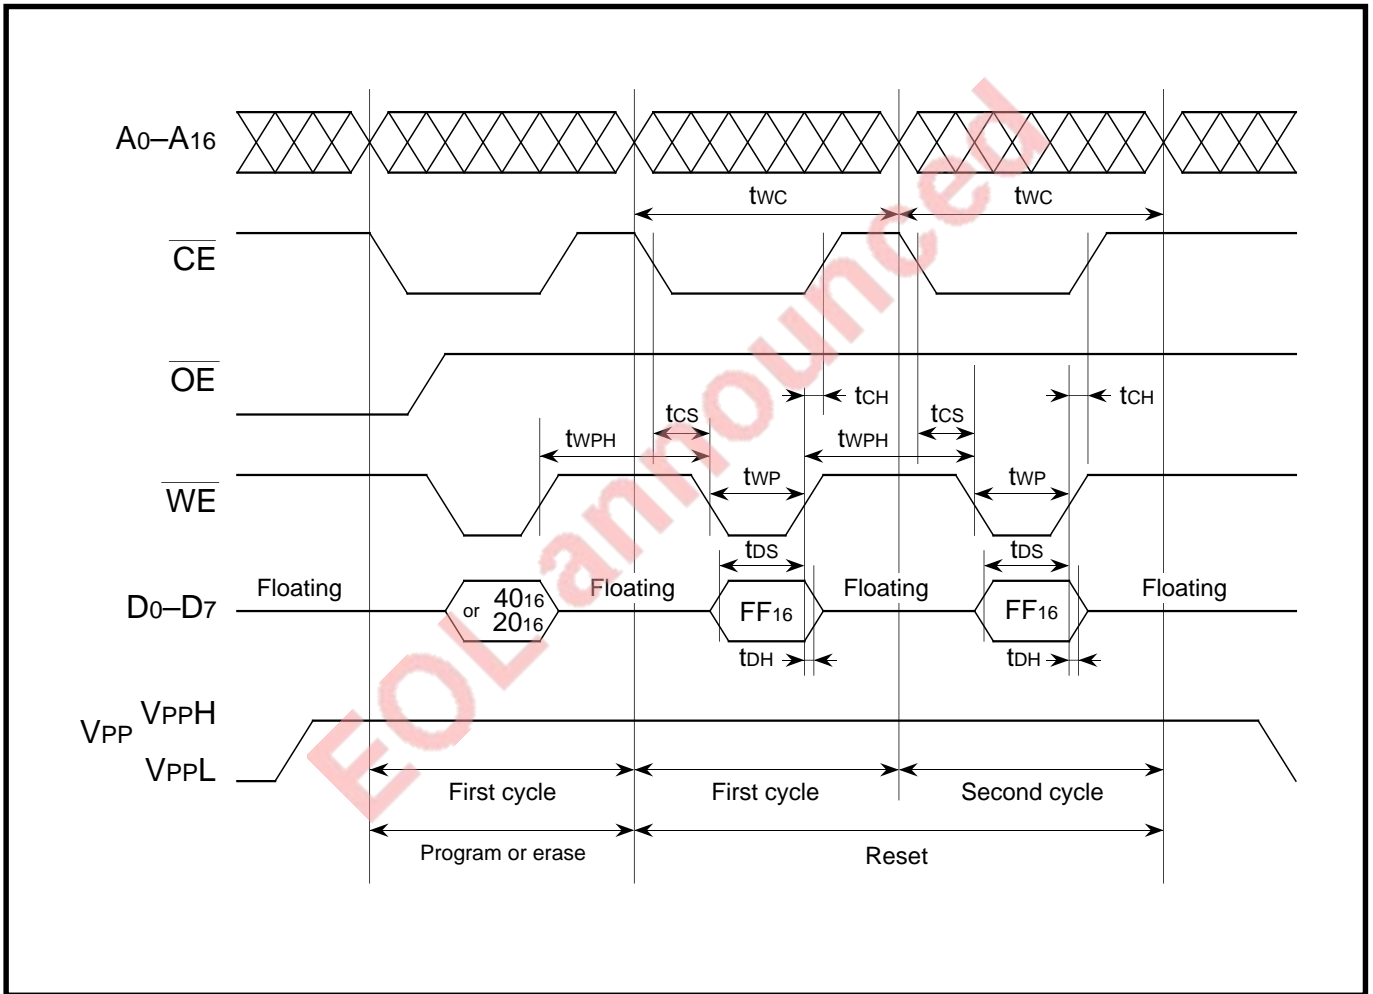 A0–A16
tWC tWC
CE
OE
tCH tCH
tCS tCS
tWPH tWPH
WE
tWP tWP
tDS tDS
Floating Floating Floating Floating
D0–D7
or 4016
2016
FF16 FF16
tDH tDH
VPP VPPH
VPPL
First cycle First cycle Second cycle
Program or erase Reset
EOL announced